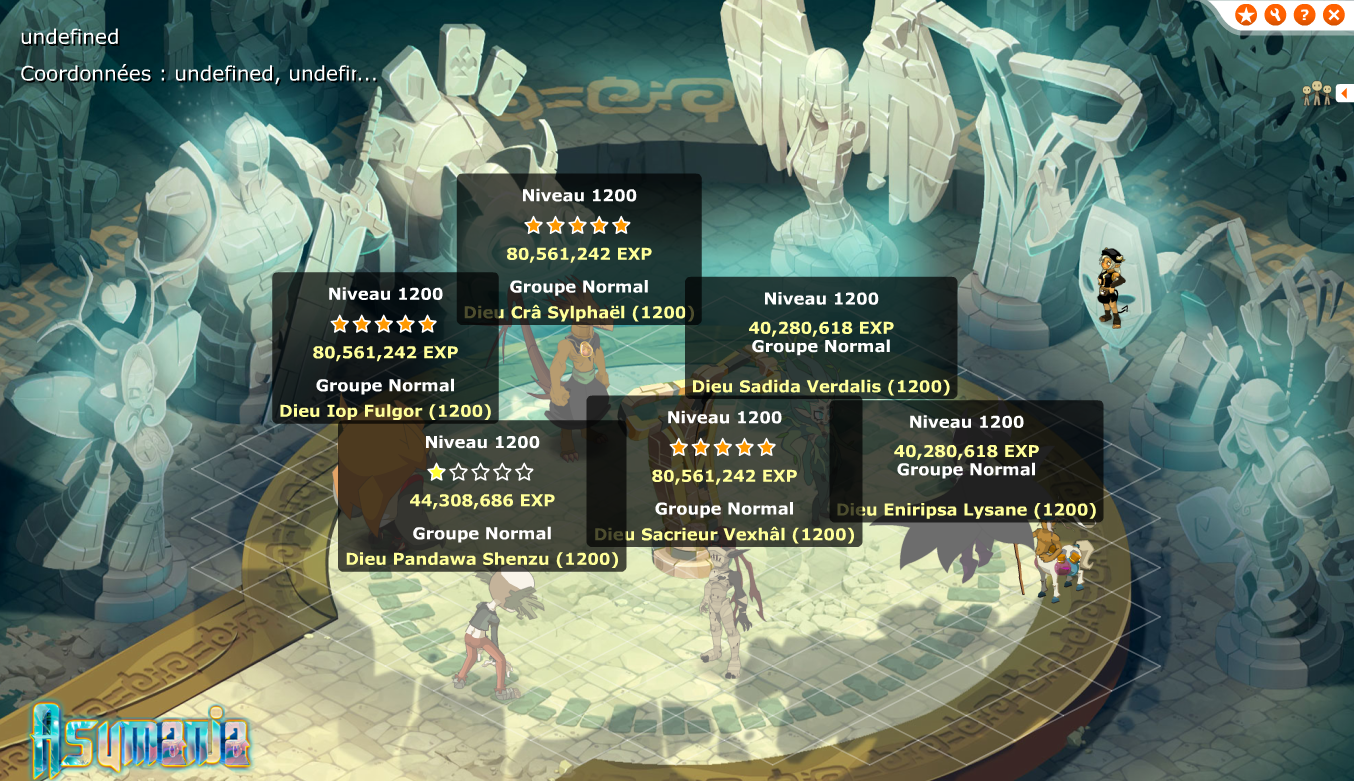 undefined
Coordonnées : undefined, undefir...
?
Niveau 1200
80,561,242 EXP
Groupe Normal
Dieu Crâ Sylphaël (1200)
Niveau 1200
80,561,242 EXP
Groupe Normal
Dieu Iop Fulgor (1200)
Niveau 1200
40,280,618 EXP
Groupe Normal
Dieu Sadida Verdalis (1200)
Niveau 1200
44,308,686 EXP
Groupe Normal
Dieu Pandawa Shenzu (1200)
Niveau 1200
80,561,242 EXP
Groupe Normal
Dieu Sacrieur Vexhâl (1200)
Niveau 1200
40,280,618 EXP
Groupe Normal
Dieu Eniripsa Lysane (1200)
Asymania